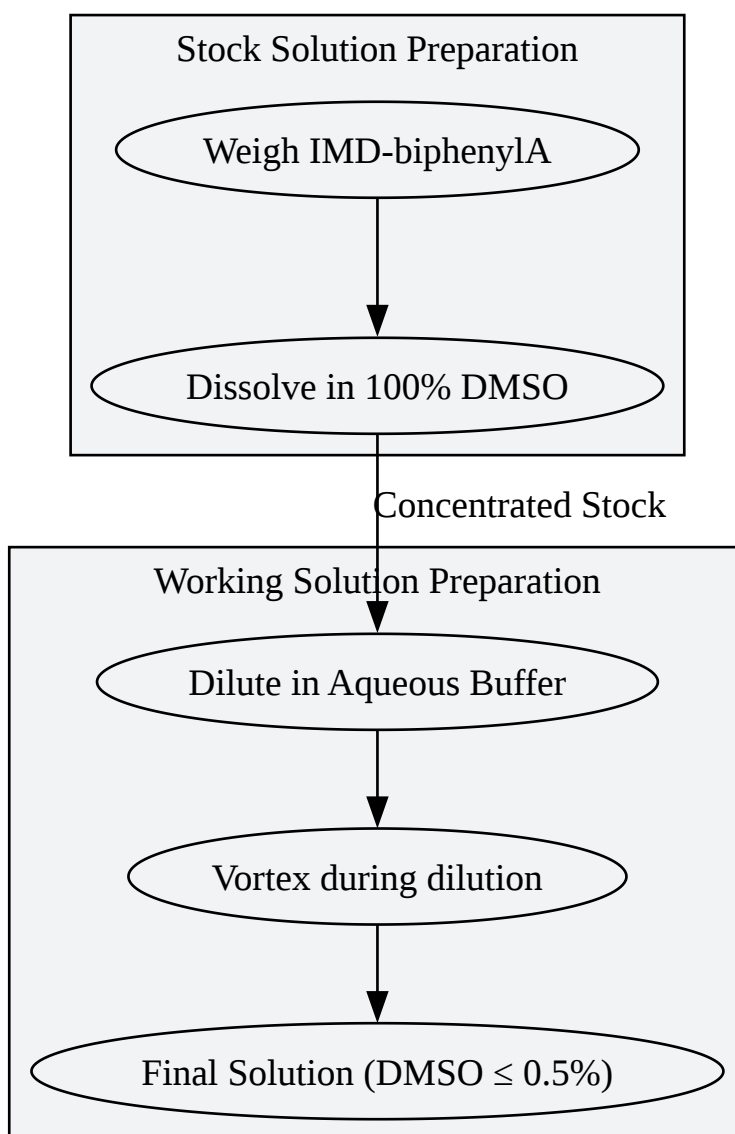 Stock Solution Preparation
Weigh IMD-biphenylA
Dissolve in 100% DMSO
Concentrated Stock
Working Solution Preparation
Dilute in Aqueous Buffer
Vortex during dilution
Final Solution (DMSO ≤ 0.5%)